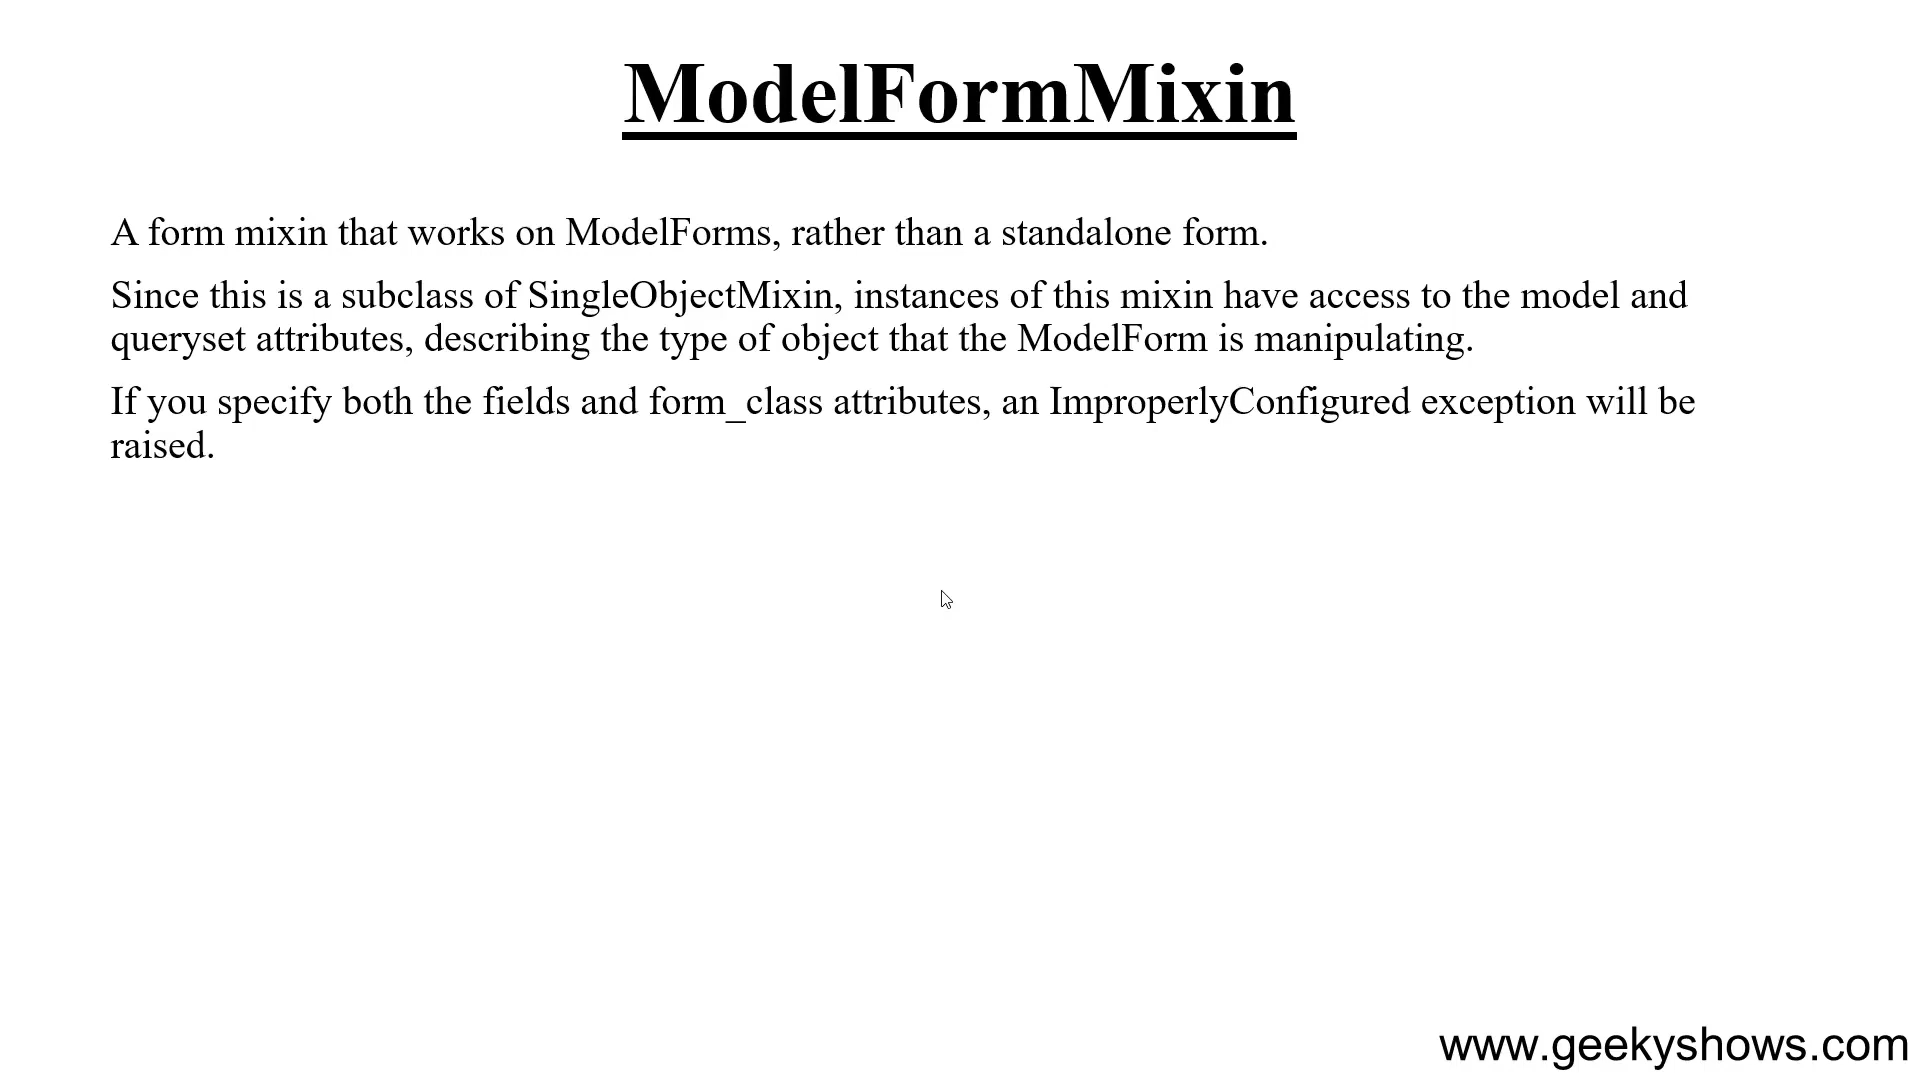 ModelFormMixin
A form mixin that works on ModelForms, rather than a standalone form.
Since this is a subclass of SingleObjectMixin, instances of this mixin have access to the model and
queryset attributes, describing the type of object that the ModelForm is manipulating.
If you specify both the fields and form_class attributes, an ImproperlyConfigured exception will be
raised.
www.geekyshows.com